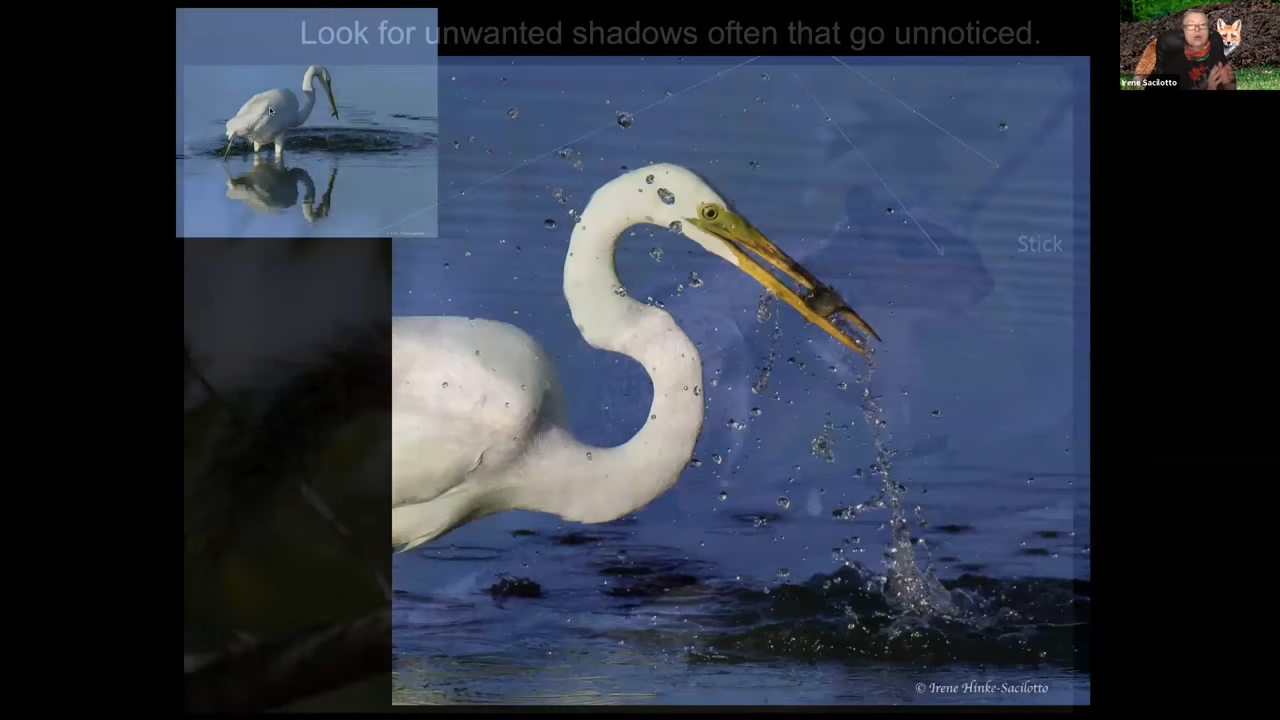 Look for unwanted shadows often that go unnoticed.
Irene Sacilotto
Stick
© Irene Hinke-Sacilotto